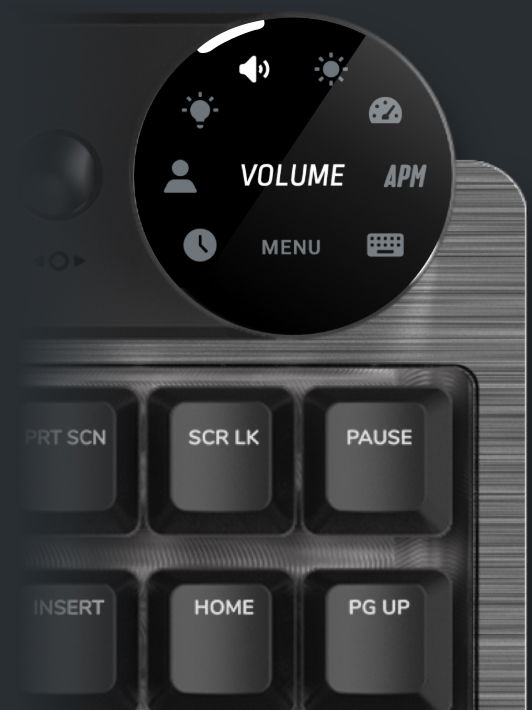 VOLUME
APM
MENU
PRT SCN
SCR LK
PAUSE
INSERT
HOME
PG UP